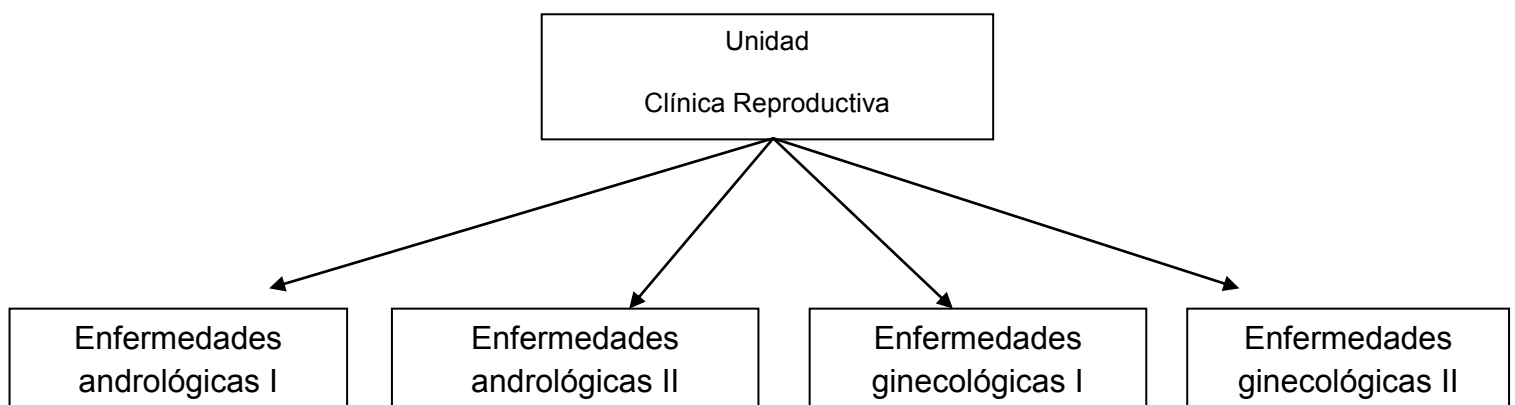 Unidad
Clínica Reproductiva
Enfermedades
andrológicas I
Enfermedades
andrológicas II
Enfermedades
ginecológicas I
Enfermedades
ginecológicas II